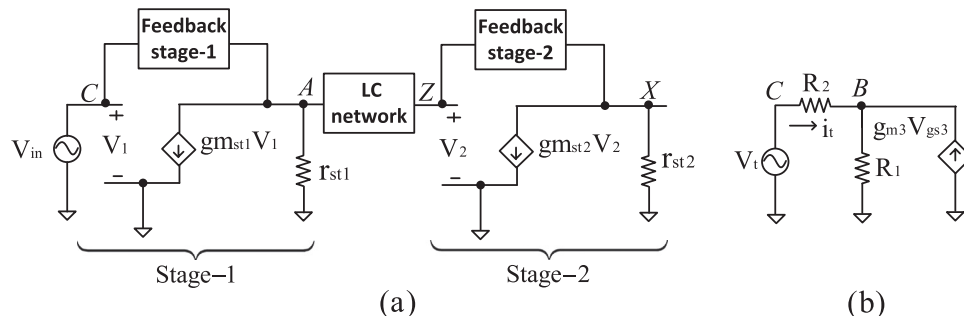 Feedback
stage-1
Feedback
stage-2
C
A
LC
network
Z
X
C
R2
B
+
+
it
gm3Vgs3
Vin
V1
gmst1V1
V2
gmst2V2
Vt
R1
rst1
rst2
−
−
Stage−1
Stage−2
(a)
(b)